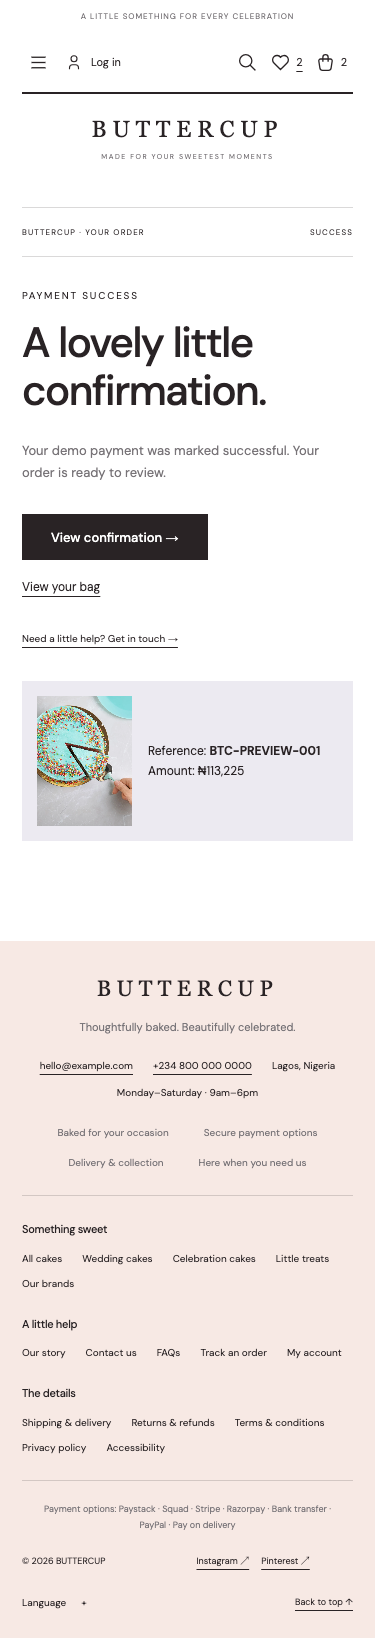 A LITTLE SOMETHING FOR EVERY CELEBRATION
Log in
2
2
BUTTERCUP
MADE FOR YOUR SWEETEST MOMENTS
BUTTERCUP · YOUR ORDER
SUCCESS
PAYMENT SUCCESS
A lovely little
confirmation.
Your demo payment was marked successful. Your
order is ready to review.
View confirmation →
View your bag
Need a little help? Get in touch →
Reference: BTC-PREVIEW-001
Amount: ₦113,225
BUTTERCUP
Thoughtfully baked. Beautifully celebrated.
hello@example.com +234 800 000 0000 Lagos, Nigeria
Monday–Saturday · 9am–6pm
Baked for your occasion Secure payment options
Delivery & collection Here when you need us
Something sweet
All cakes Wedding cakes Celebration cakes Little treats
Our brands
A little help
Our story Contact us FAQs Track an order My account
The details
Shipping & delivery Returns & refunds Terms & conditions
Privacy policy Accessibility
Payment options: Paystack · Squad · Stripe · Razorpay · Bank transfer ·
PayPal · Pay on delivery
© 2026 BUTTERCUP Instagram ↗ Pinterest ↗
Language + Back to top ↑